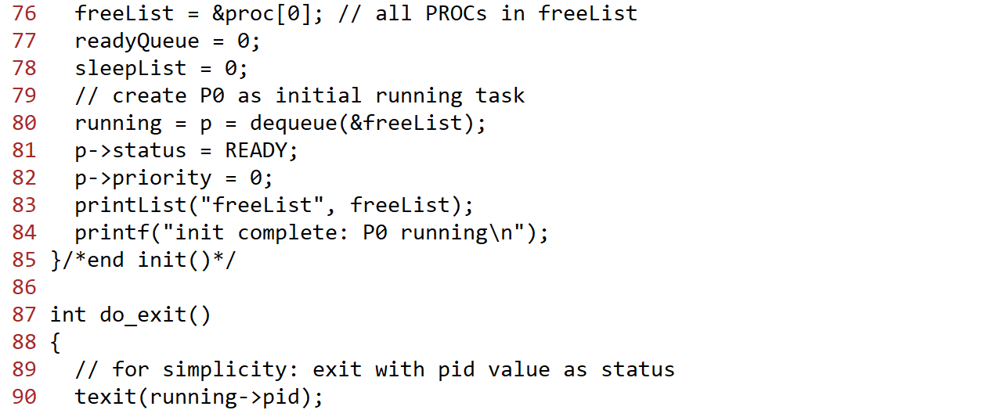 76   freeList = &proc[0]; // all PROCs in freeList
77   readyQueue = 0;
78   sleepList = 0;
79   // create P0 as initial running task
80   running = p = dequeue(&freeList);
81   p->status = READY;
82   p->priority = 0;
83   printList("freeList", freeList);
84   printf("init complete: P0 running\n");
85 }/*end init()*/
86
87 int do_exit()
88 {
89   // for simplicity: exit with pid value as status
90   texit(running->pid);